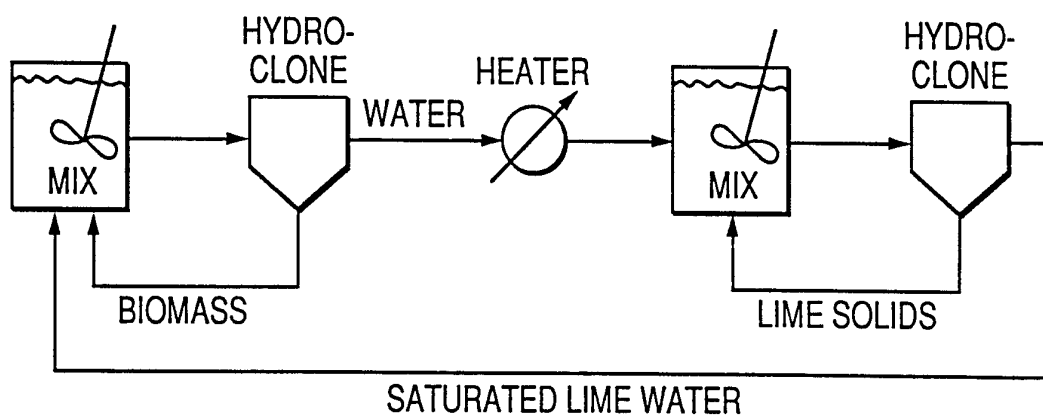 HYDRO-
CLONE
WATER
HEATER
HYDRO-
CLONE
MIX
MIX
BIOMASS
LIME SOLIDS
SATURATED LIME WATER